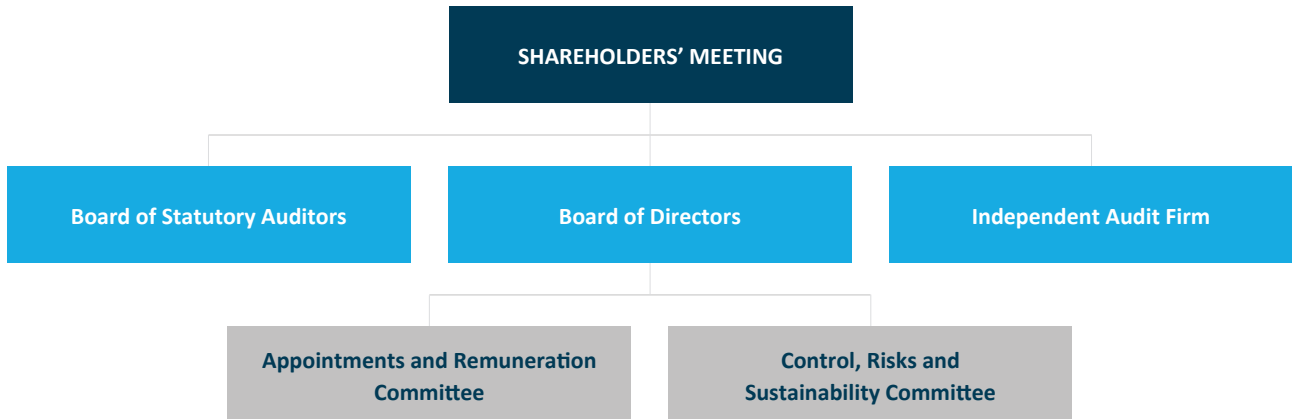 SHAREHOLDERS’ MEETING
Board of Statutory Auditors
Board of Directors
Independent Audit Firm
Appointments and Remuneration
Committee
Control, Risks and
Sustainability Committee